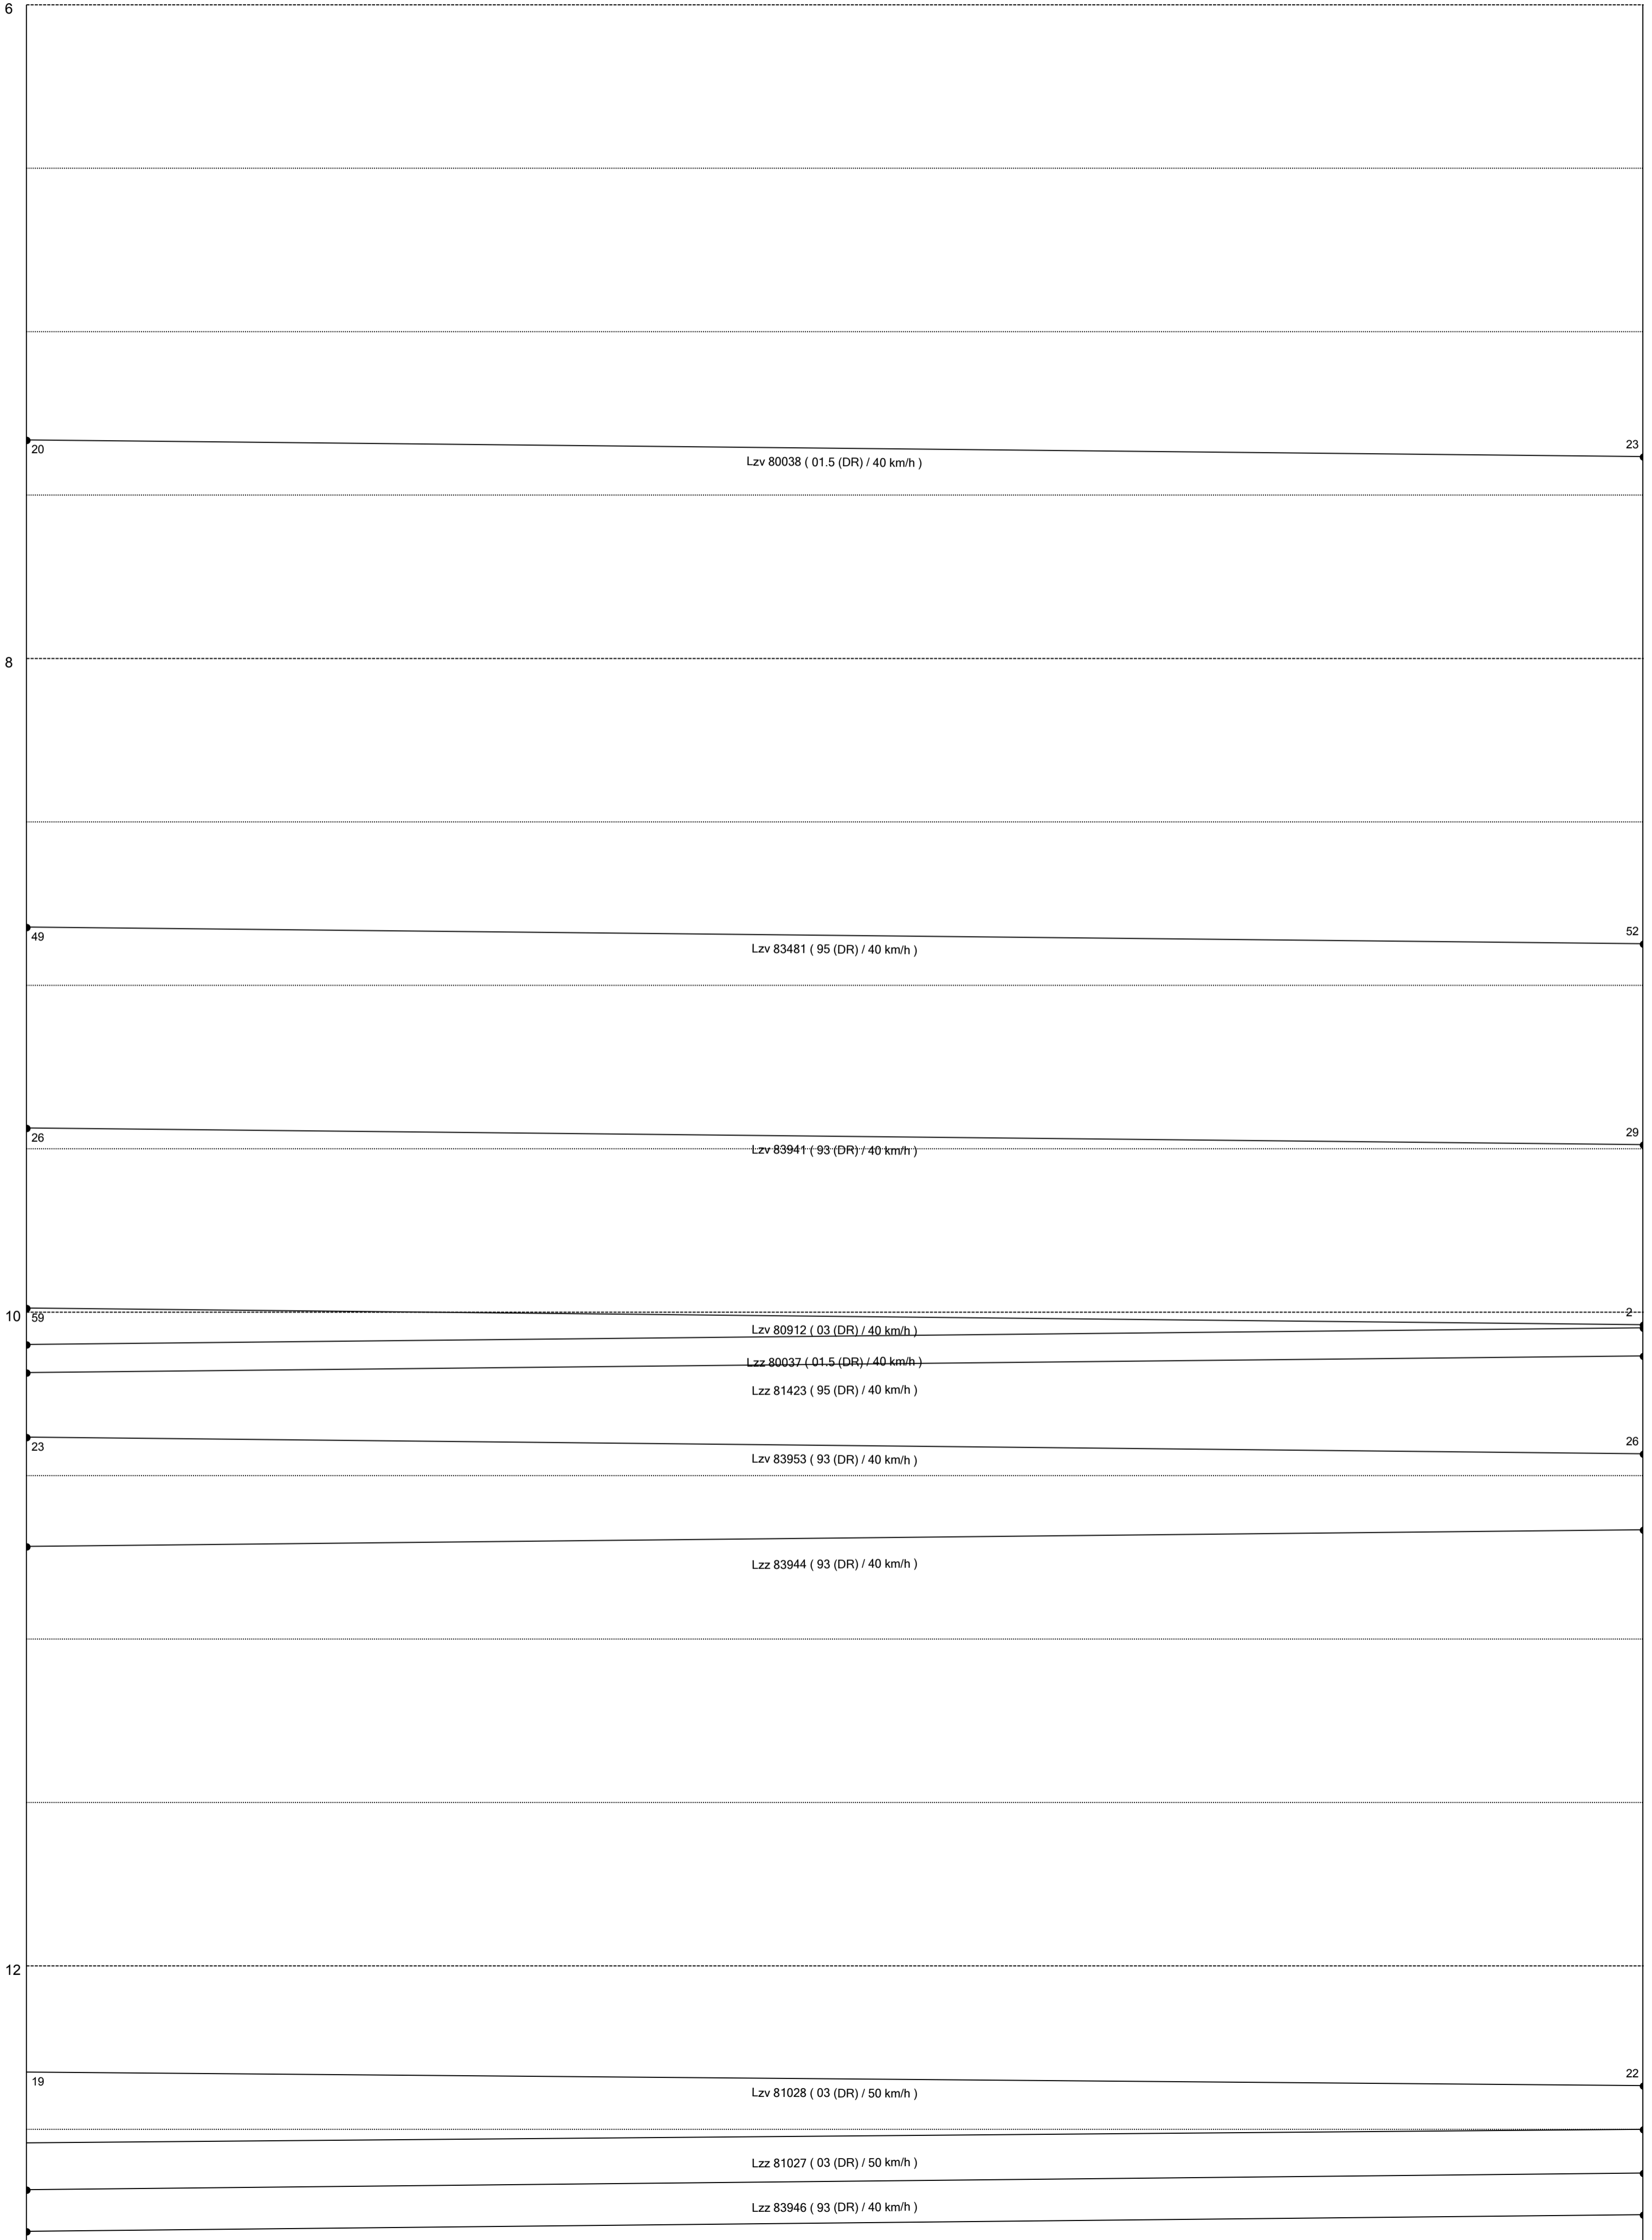 6
20
23
Lzv 80038 ( 01.5 (DR) / 40 km/h )
8
49
52
Lzv 83481 ( 95 (DR) / 40 km/h )
26
29
Lzv 83941 ( 93 (DR) / 40 km/h )
10
59
2
Lzv 80912 ( 03 (DR) / 40 km/h )
Lzz 80037 ( 01.5 (DR) / 40 km/h )
Lzz 81423 ( 95 (DR) / 40 km/h )
23
26
Lzv 83953 ( 93 (DR) / 40 km/h )
Lzz 83944 ( 93 (DR) / 40 km/h )
12
19
22
Lzv 81028 ( 03 (DR) / 50 km/h )
Lzz 81027 ( 03 (DR) / 50 km/h )
Lzz 83946 ( 93 (DR) / 40 km/h )